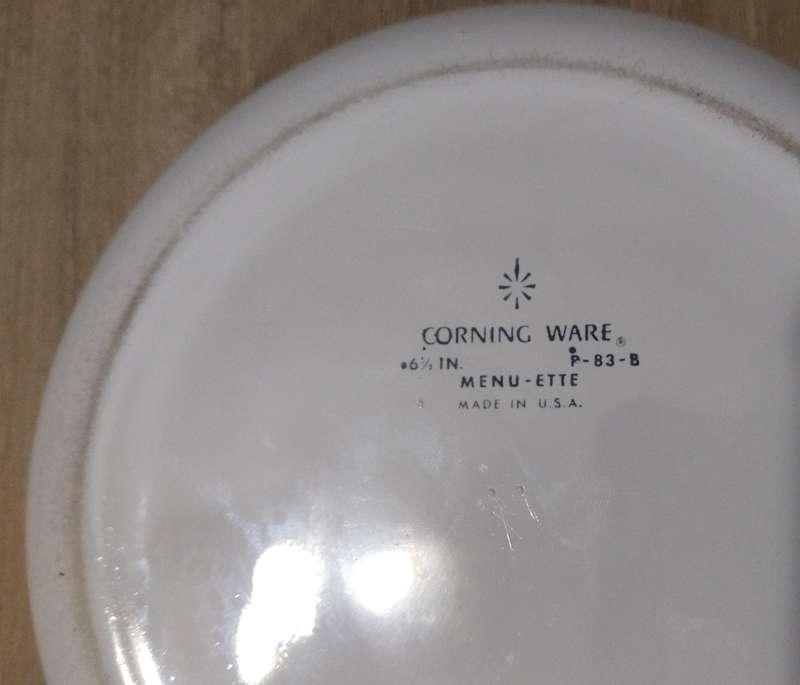 CORNING WARE®
6½ IN. P-83-B
MENU-ETTE
MADE IN U.S.A.